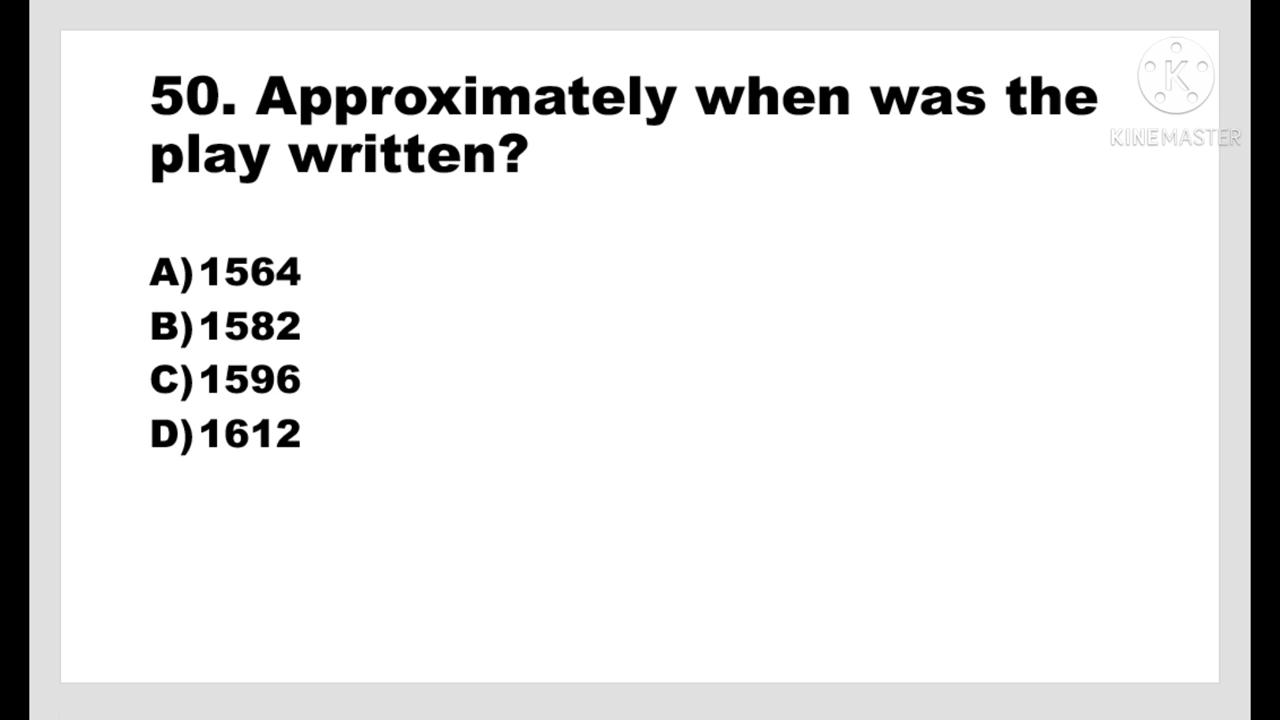 50. Approximately when was the
play written?
A) 1564
B) 1582
C) 1596
D) 1612
K
KINEMASTER